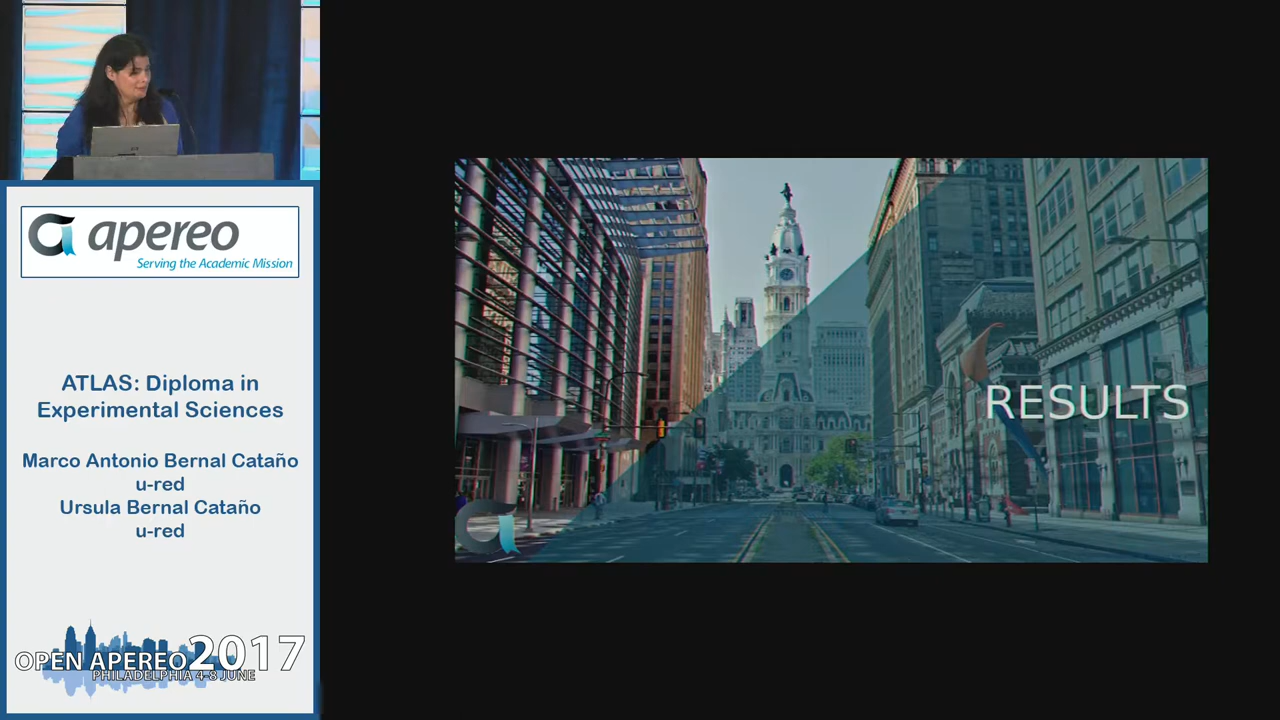 apereo
Serving the Academic Mission
ATLAS: Diploma in
Experimental Sciences
Marco Antonio Bernal Cataño
u-red
Ursula Bernal Cataño
u-red
OPEN APEREO 2017
PHILADELPHIA 4-8 JUNE
RESULTS